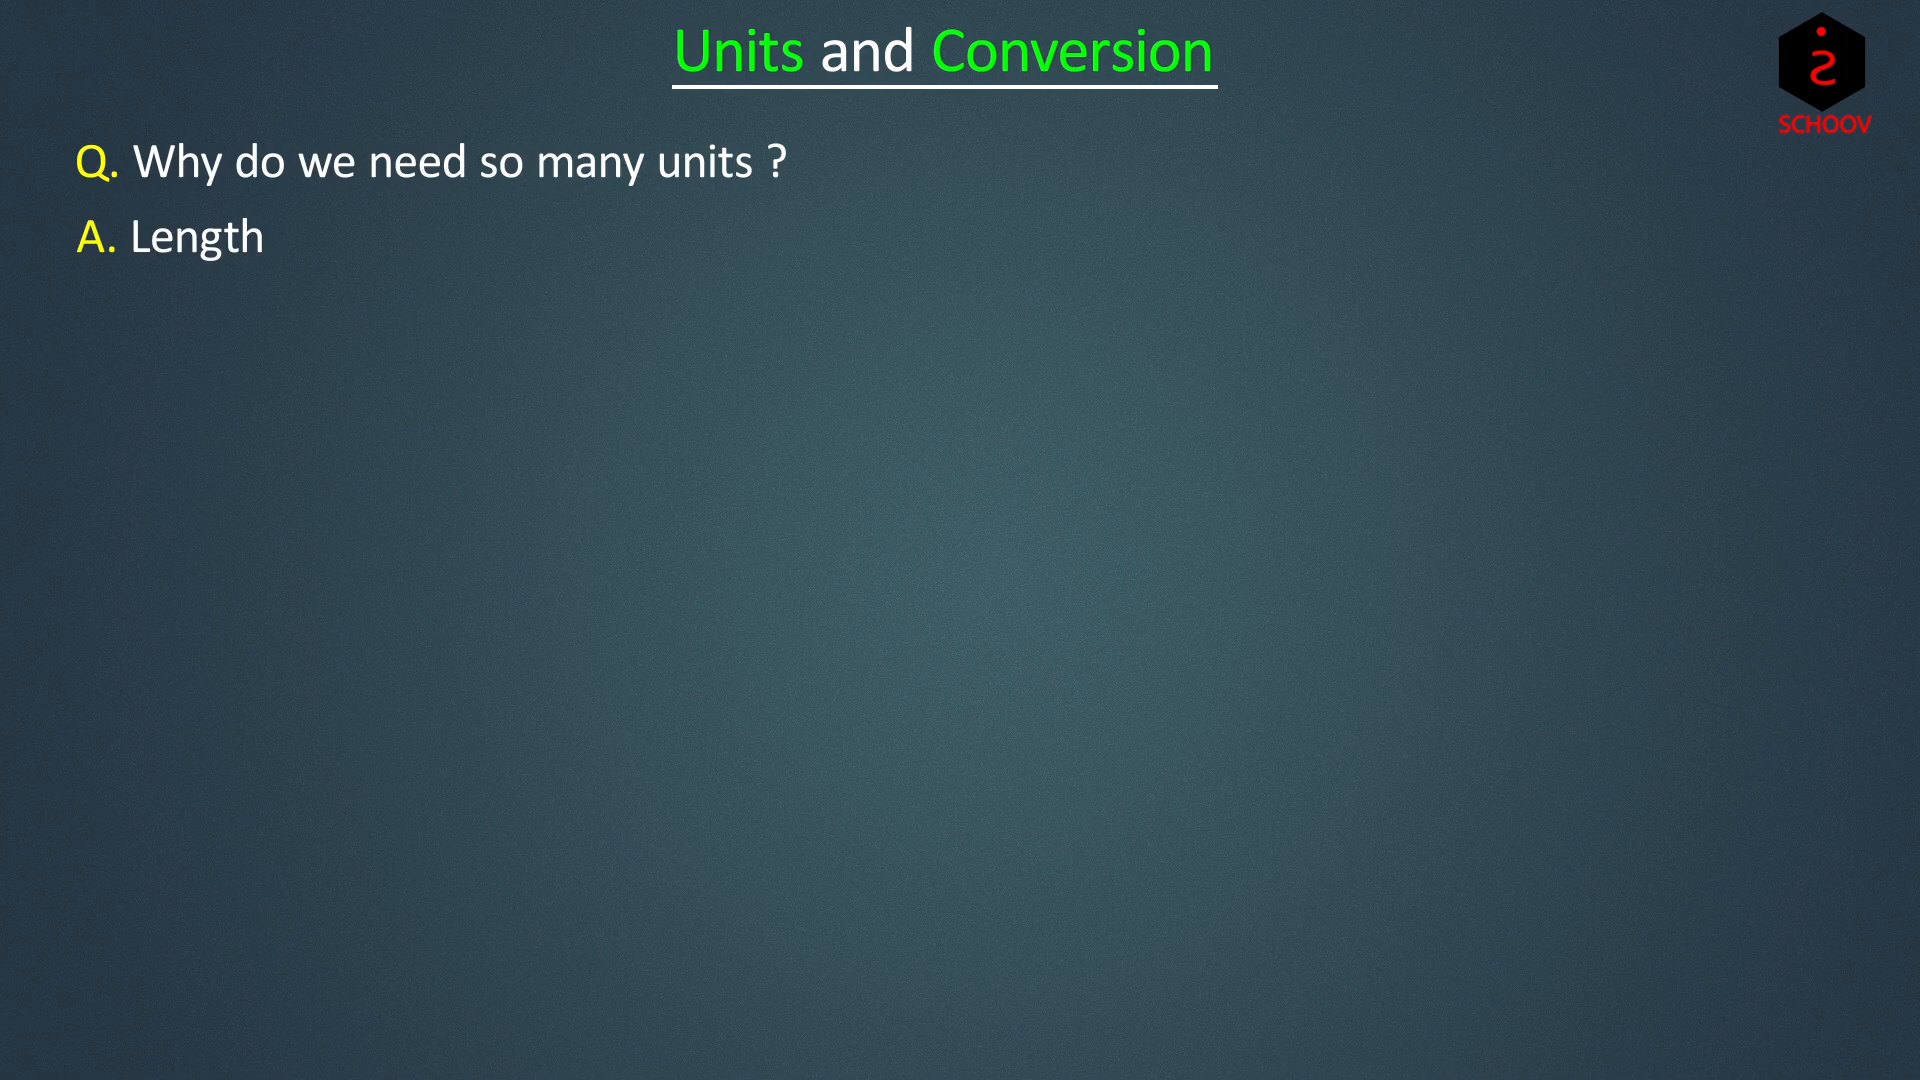 Units and Conversion
SCHOOV
Q. Why do we need so many units ?
A. Length